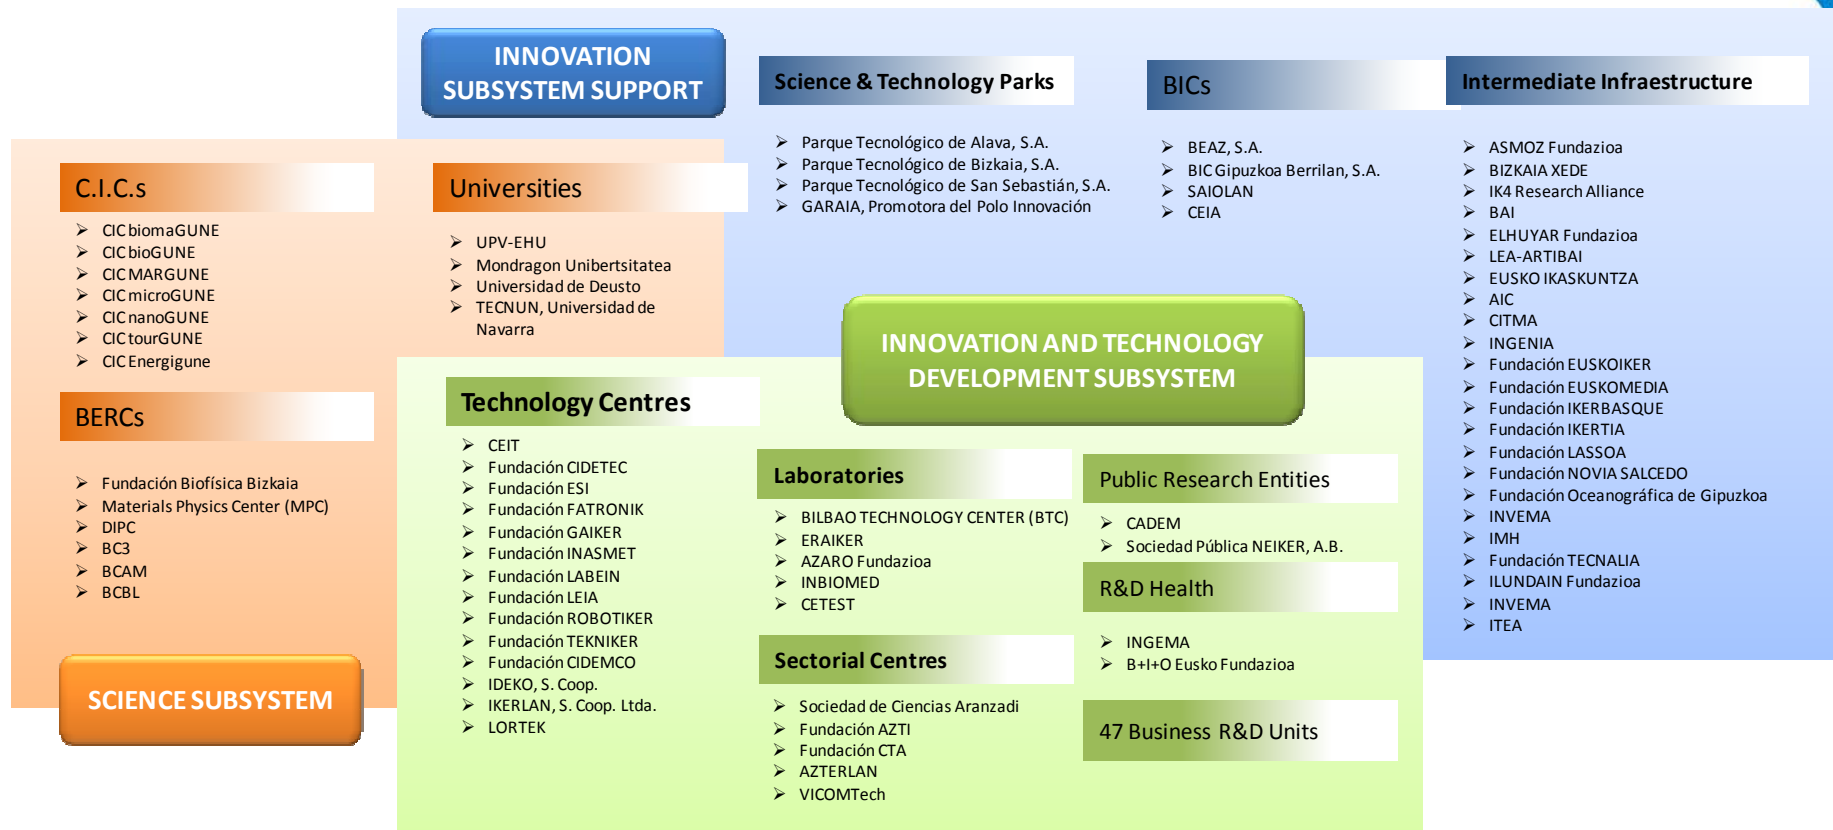 INNOVATION
SUBSYSTEM SUPPORT
Science & Technology Parks
➢ Parque Tecnológico de Alava, S.A.
➢ Parque Tecnológico de Bizkaia, S.A.
➢ Parque Tecnológico de San Sebastián, S.A.
➢ GARAIA, Promotora del Polo Innovación
BICs
➢ BEAZ, S.A.
➢ BIC Gipuzkoa Berrilan, S.A.
➢ SAIOLAN
➢ CEIA
Intermediate Infraestructure
➢ ASMOZ Fundazioa
➢ BIZKAIA XEDE
➢ IK4 Research Alliance
➢ BAI
➢ ELHUYAR Fundazioa
➢ LEA-ARTIBAI
➢ EUSKO IKASKUNTZA
➢ AIC
➢ CITMA
➢ INGENIA
➢ Fundación EUSKOIKER
➢ Fundación EUSKOMEDIA
➢ Fundación IKERBASQUE
➢ Fundación IKERTIA
➢ Fundación LASSOA
➢ Fundación NOVIA SALCEDO
➢ Fundación Oceanográfica de Gipuzkoa
➢ INVEMA
➢ IMH
➢ Fundación TECNALIA
➢ ILUNDAIN Fundazioa
➢ INVEMA
➢ ITEA
C.I.C.s
➢ CIC biomaGUNE
➢ CIC bioGUNE
➢ CIC MARGUNE
➢ CIC microGUNE
➢ CIC nanoGUNE
➢ CIC tourGUNE
➢ CIC Energigune
Universities
➢ UPV-EHU
➢ Mondragon Unibertsitatea
➢ Universidad de Deusto
➢ TECNUN, Universidad de
Navarra
BERCs
➢ Fundación Biofísica Bizkaia
➢ Materials Physics Center (MPC)
➢ DIPC
➢ BC3
➢ BCAM
➢ BCBL
SCIENCE SUBSYSTEM
INNOVATION AND TECHNOLOGY
DEVELOPMENT SUBSYSTEM
Technology Centres
➢ CEIT
➢ Fundación CIDETEC
➢ Fundación ESI
➢ Fundación FATRONIK
➢ Fundación GAIKER
➢ Fundación INASMET
➢ Fundación LABEIN
➢ Fundación LEIA
➢ Fundación ROBOTIKER
➢ Fundación TEKNIKER
➢ Fundación CIDEMCO
➢ IDEKO, S. Coop.
➢ IKERLAN, S. Coop. Ltda.
➢ LORTEK
Laboratories
➢ BILBAO TECHNOLOGY CENTER (BTC)
➢ ERAIKER
➢ AZARO Fundazioa
➢ INBIOMED
➢ CETEST
Sectorial Centres
➢ Sociedad de Ciencias Aranzadi
➢ Fundación AZTI
➢ Fundación CTA
➢ AZTERLAN
➢ VICOMTech
Public Research Entities
➢ CADEM
➢ Sociedad Pública NEIKER, A.B.
R&D Health
➢ INGEMA
➢ B+I+O Eusko Fundazioa
47 Business R&D Units